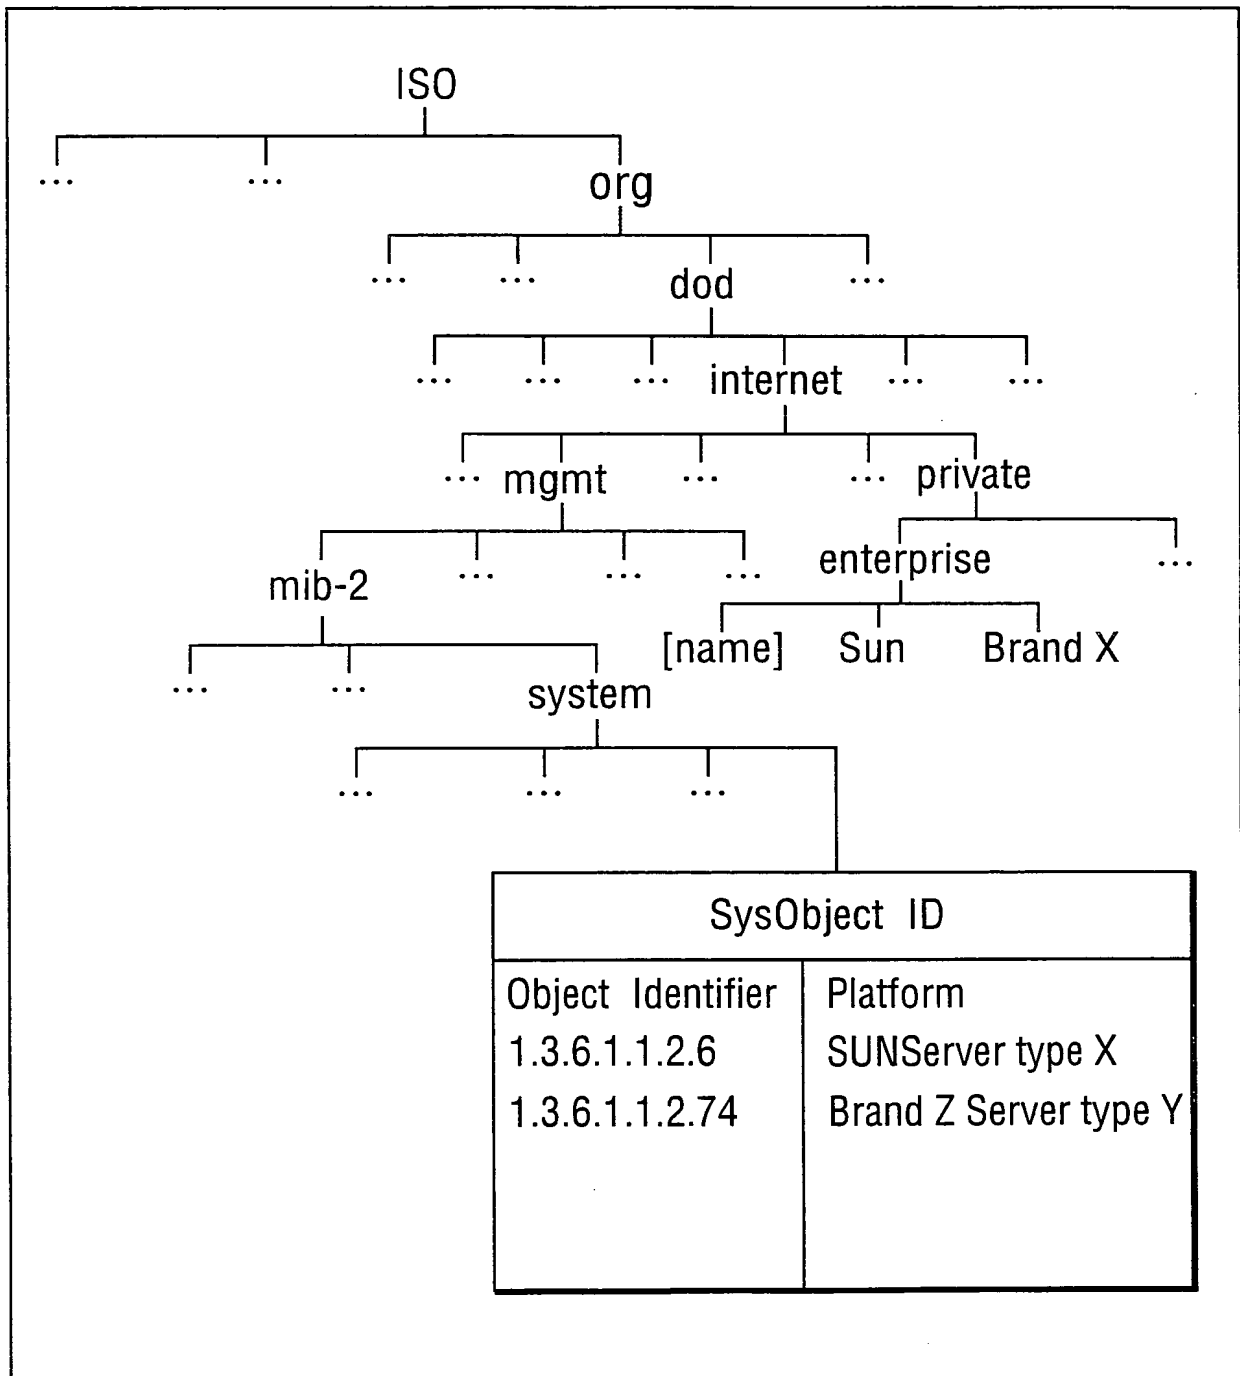 ISO
... ... org
... ... dod ...
... ... ... internet ... ...
... mgmt ... ... private
mib-2 ... ... ... enterprise ...
[name] Sun Brand X
... ... system
... ... ...
SysObject ID
Object Identifier Platform
1.3.6.1.1.2.6 SUNServer type X
1.3.6.1.1.2.74 Brand Z Server type Y